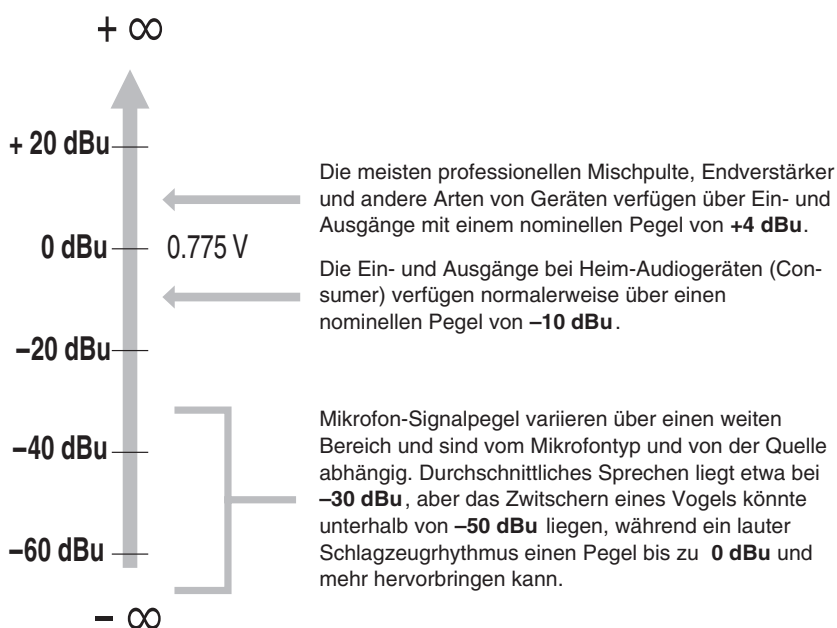 + ∞
+ 20 dBu
Die meisten professionellen Mischpulte, Endverstärker
und andere Arten von Geräten verfügen über Ein- und
Ausgänge mit einem nominellen Pegel von +4 dBu.
0 dBu
0.775 V
Die Ein- und Ausgänge bei Heim-Audiogeräten (Con-
sumer) verfügen normalerweise über einen
nominellen Pegel von –10 dBu.
–20 dBu
Mikrofon-Signalpegel variieren über einen weiten
Bereich und sind vom Mikrofontyp und von der Quelle
abhängig. Durchschnittliches Sprechen liegt etwa bei
–30 dBu, aber das Zwitschern eines Vogels könnte
unterhalb von –50 dBu liegen, während ein lauter
Schlagzeugrhythmus einen Pegel bis zu 0 dBu und
mehr hervorbringen kann.
–40 dBu
–60 dBu
– ∞